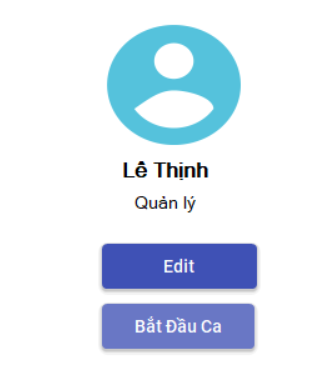 Lê Thịnh
Quản lý
Edit
Bắt Đầu Ca